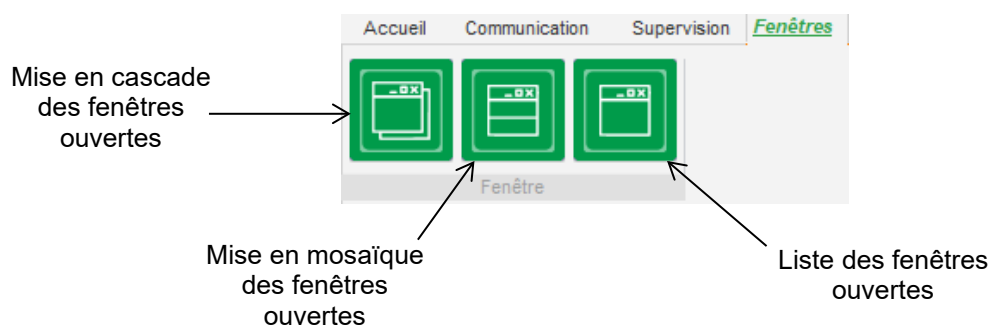 Accueil Communication Supervision Fenêtres
Mise en cascade
des fenêtres
ouvertes
Fenêtre
Mise en mosaïque
des fenêtres
ouvertes
Liste des fenêtres
ouvertes